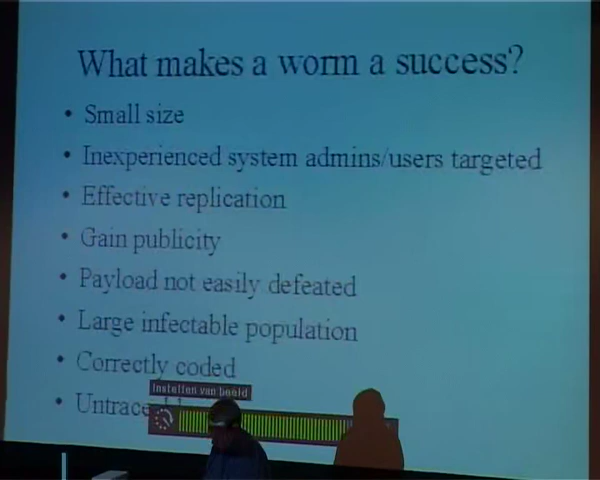 What makes a worm a success?
• Small size
• Inexperienced system admins/users targeted
• Effective replication
• Gain publicity
• Payload not easily defeated
• Large infectable population
• Correctly coded
Instellen van beeld
•